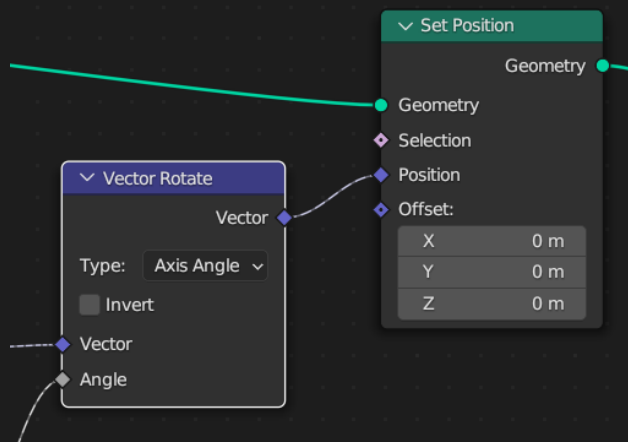 Set Position
Geometry
Geometry
Selection
Position
Offset:
X 0 m
Y 0 m
Z 0 m
Vector Rotate
Vector
Type: Axis Angle
Invert
Vector
Angle